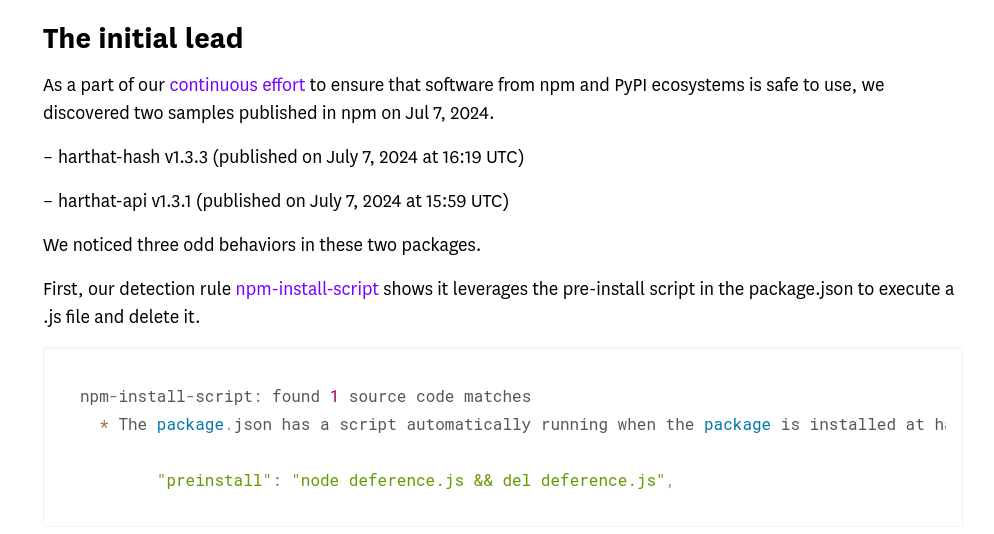 The initial lead
As a part of our continuous effort to ensure that software from npm and PyPI ecosystems is safe to use, we
discovered two samples published in npm on Jul 7, 2024.
– harthat-hash v1.3.3 (published on July 7, 2024 at 16:19 UTC)
– harthat-api v1.3.1 (published on July 7, 2024 at 15:59 UTC)
We noticed three odd behaviors in these two packages.
First, our detection rule npm-install-script shows it leverages the pre-install script in the package.json to execute a
.js file and delete it.
npm-install-script: found 1 source code matches
* The package.json has a script automatically running when the package is installed at
"preinstall": "node deference.js && del deference.js",